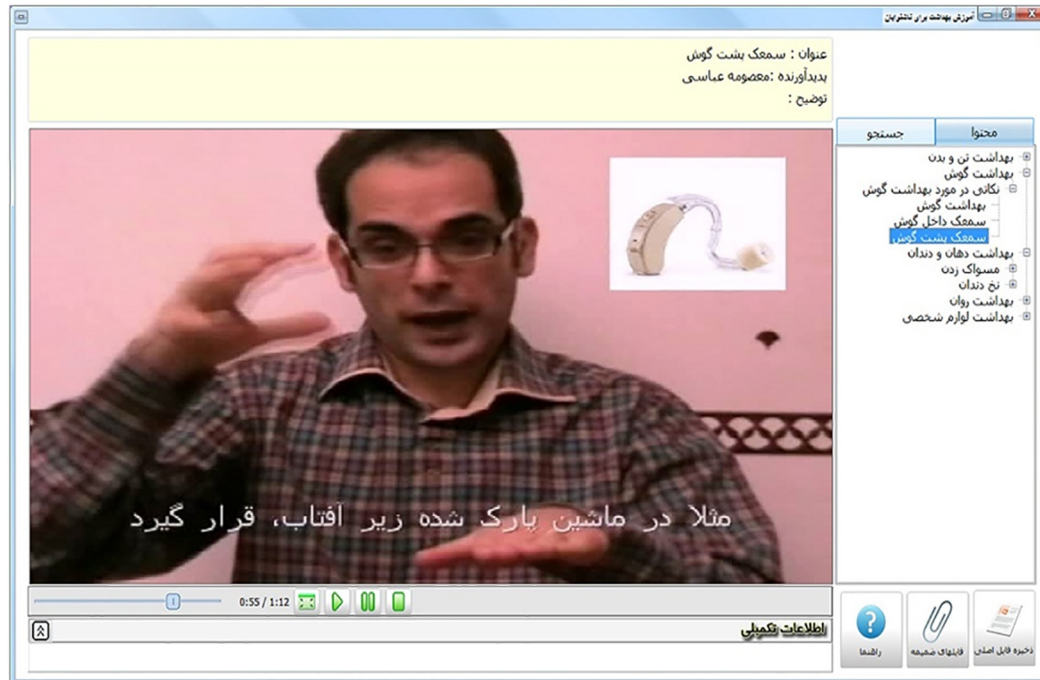 آموزش بهداشت برای ناشنوایان
عنوان : سمعک پشت گوش
پدیدآورنده :معصومه عباسی
توضیح :
محتوا
جستجو
بهداشت تن و بدن
بهداشت گوش
نکاتی در مورد بهداشت گوش
بهداشت گوش
سمعک داخل گوش
سمعک پشت گوش
بهداشت دهان و دندان
مسواک زدن
نخ دندان
بهداشت روان
بهداشت لوازم شخصی
مثلا در ماشین پارک شده زیر آفتاب، قرار گیرد
0:55 / 1:12
اطلاعات تکمیلی
ذخیره فایل اصلی
فایلهای ضمیمه
راهنما